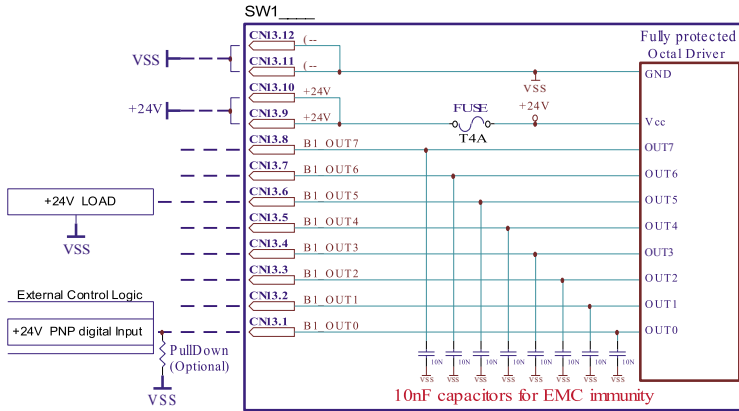 SW1____
CN13.12 (--
Fully protected
Octal Driver
VSS
CN13.11 (--
GND
VSS
CN13.10 +24V
+24V
FUSE
+24V
CN13.9 +24V
T4A
Vcc
CN13.8 B1_OUT7
OUT7
CN13.7 B1_OUT6
OUT6
+24V LOAD
CN13.6 B1_OUT5
OUT5
CN13.5 B1_OUT4
OUT4
VSS
CN13.4 B1_OUT3
OUT3
CN13.3 B1_OUT2
OUT2
External Control Logic
CN13.2 B1_OUT1
OUT1
+24V PNP digital Input
CN13.1 B1_OUT0
OUT0
PullDown
(Optional)
10N 10N 10N 10N 10N 10N 10N 10N
VSS VSS VSS VSS VSS VSS VSS VSS
VSS
10nF capacitors for EMC immunity